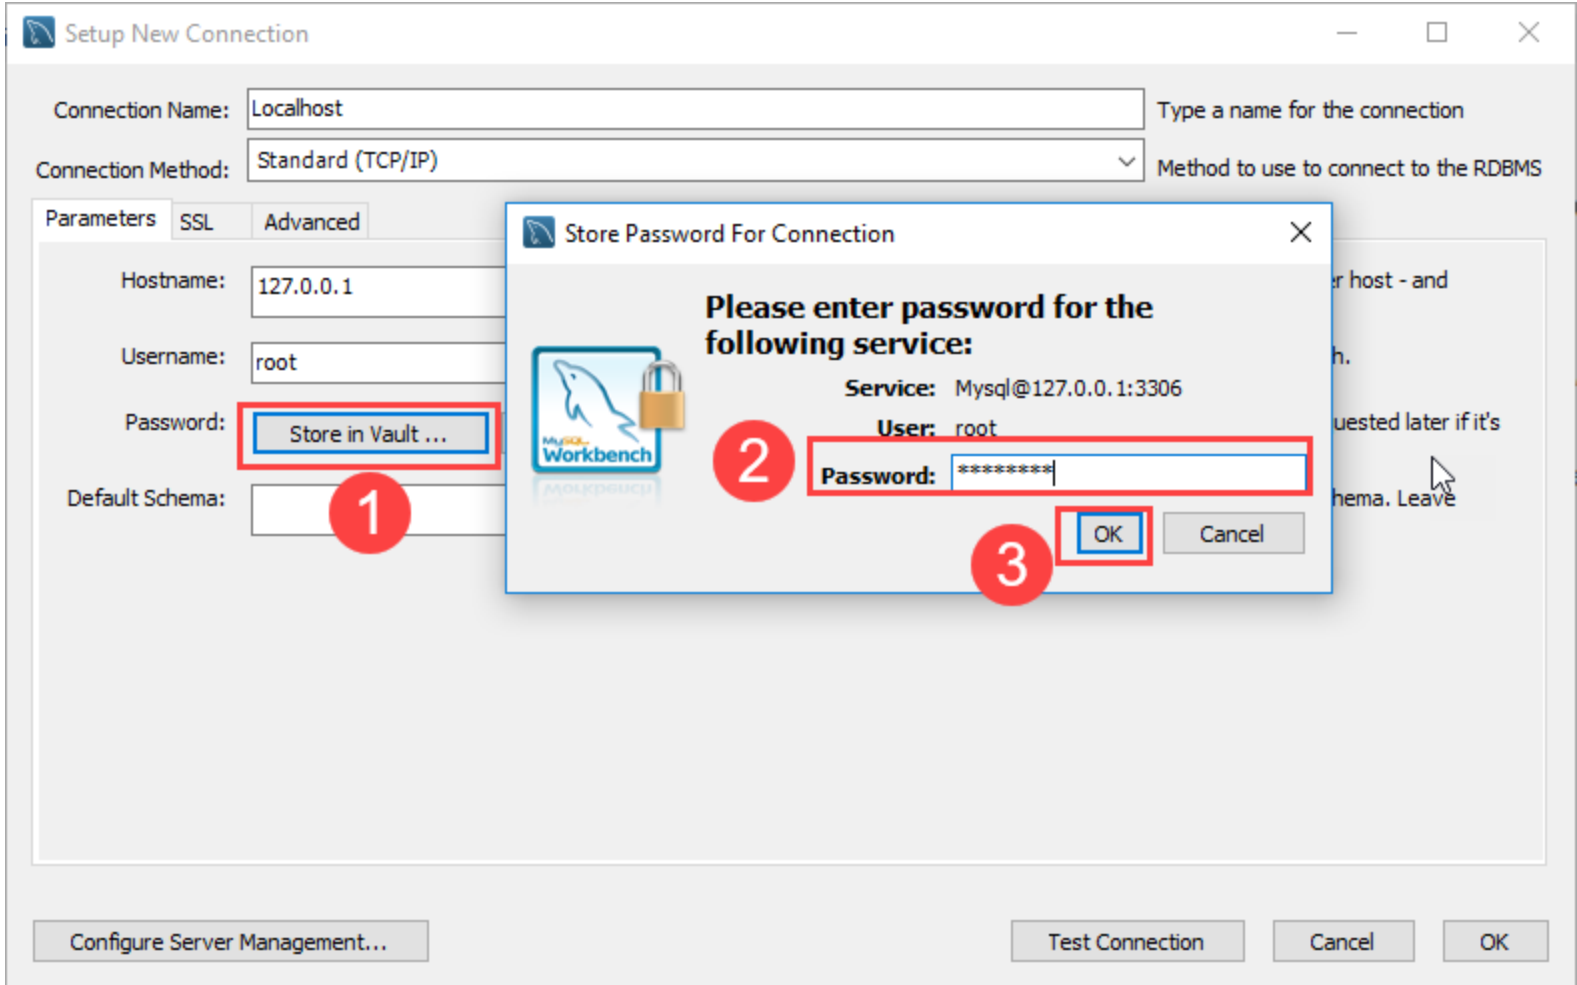 Setup New Connection
Connection Name: Localhost Type a name for the connection
Connection Method: Standard (TCP/IP) Method to use to connect to the RDBMS
Parameters SSL Advanced
Store Password For Connection
Hostname: 127.0.0.1 host - and
Please enter password for the
following service:
Username: root
Service: Mysql@127.0.0.1:3306
User: root
Password: Store in Vault ... if it's
later
2
Password: ********
MySQL
Workbench
Default Schema: Leave
1
OK Cancel
3
Configure Server Management... Test Connection Cancel OK